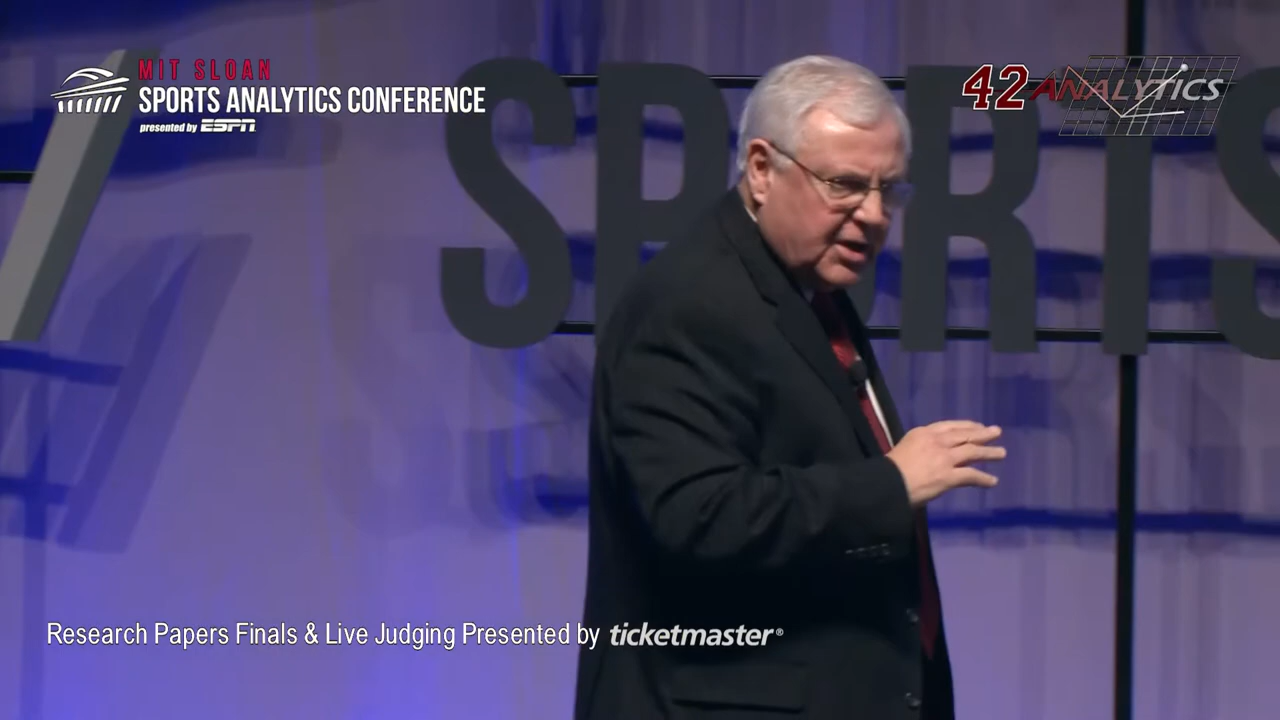 MIT SLOAN
SPORTS ANALYTICS CONFERENCE
presented by ESPN
42 ANALYTICS
SPORTS
Research Papers Finals & Live Judging Presented by ticketmaster®